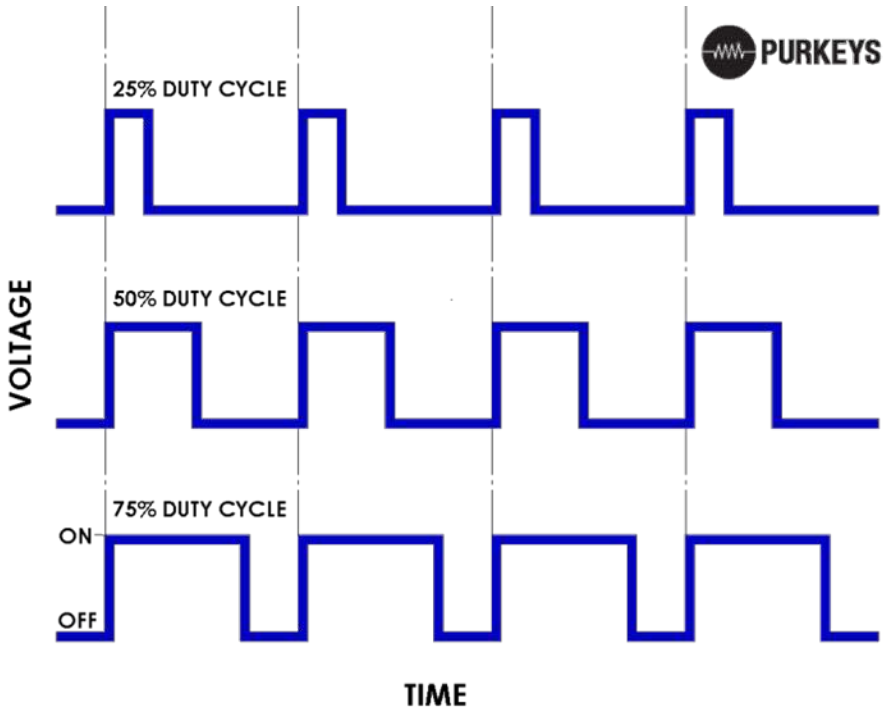 PURKEYS
25% DUTY CYCLE
50% DUTY CYCLE
VOLTAGE
75% DUTY CYCLE
ON
OFF
TIME